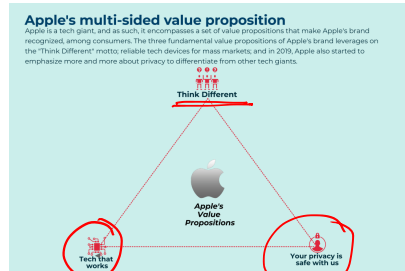 Apple's multi-sided value proposition
Apple is a tech giant, and as such, it encompasses a set of value propositions that make Apple's brand
recognized, among consumers. The three fundamental value propositions of Apple's brand leverages on
the "Think Different" motto; reliable tech devices for mass markets; and in 2019, Apple also started to
emphasize more and more about privacy to differentiate from other tech giants.
Think Different
Apple's
Value
Propositions
Tech that
works
Your privacy is
safe with us